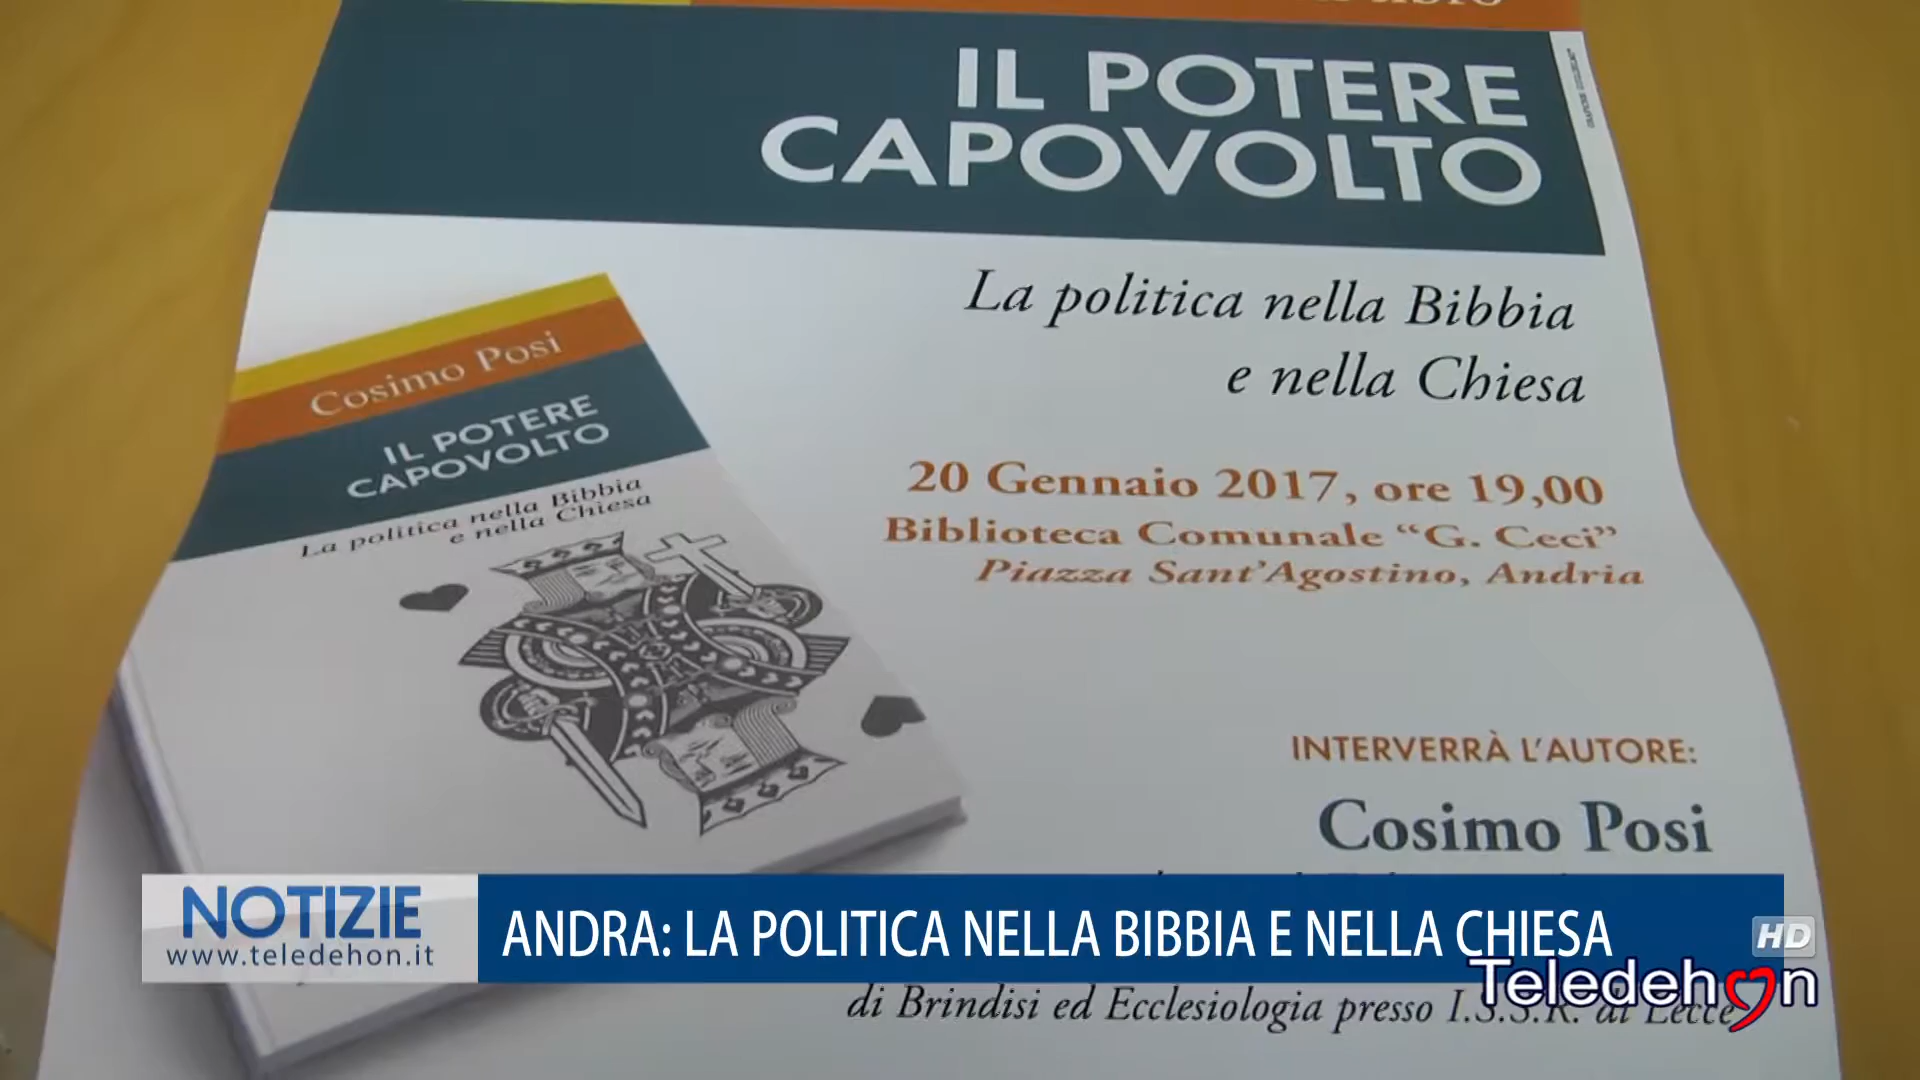 IL POTERE
CAPOVOLTO
La politica nella Bibbia
e nella Chiesa
20 Gennaio 2017, ore 19,00
Biblioteca Comunale “G. Ceci”
Piazza Sant’Agostino, Andria
Cosimo Posi
IL POTERE
CAPOVOLTO
La politica nella Bibbia
e nella Chiesa
INTERVERRÀ L’AUTORE:
Cosimo Posi
NOTIZIE
www.teledehon.it
ANDRA: LA POLITICA NELLA BIBBIA E NELLA CHIESA
HD
Teledehon
di Brindisi ed Ecclesiologia presso I.S.S.R. di Lecce